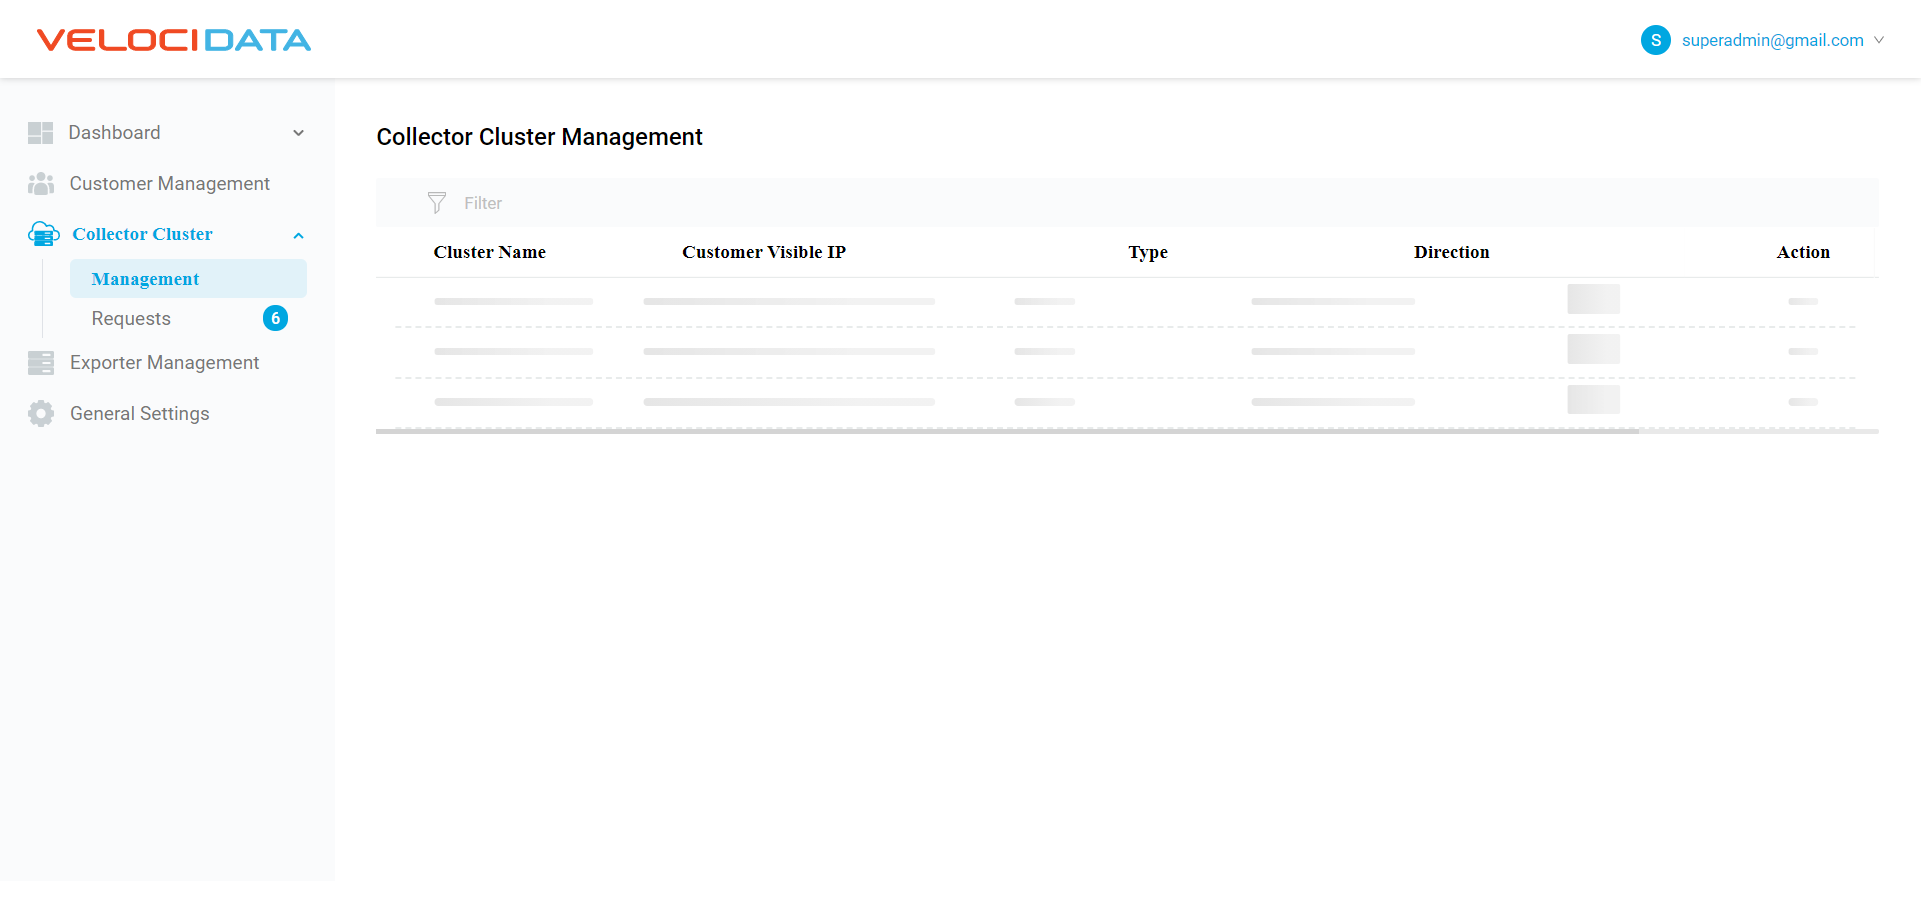 VELOCIDATA
S superadmin@gmail.com
Dashboard
Customer Management
Collector Cluster
Management
Requests 6
Exporter Management
General Settings
Collector Cluster Management
Filter
Cluster Name Customer Visible IP Type Direction Action